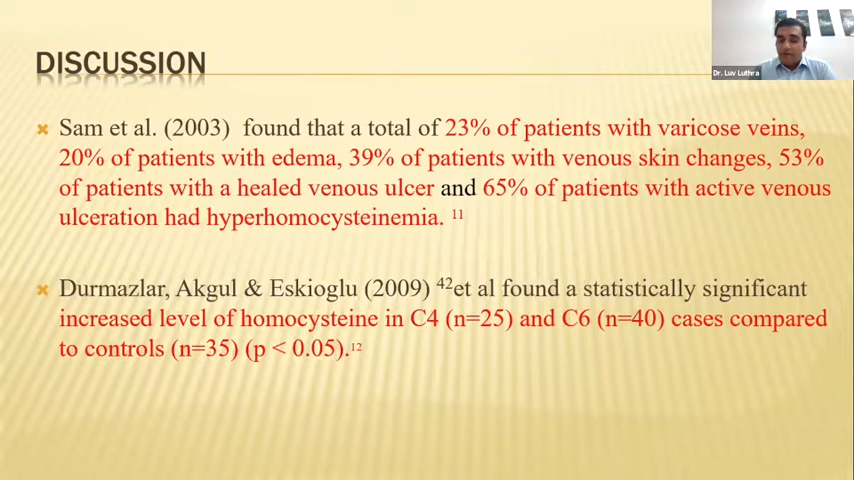 DISCUSSION
Dr. Luv Luthra
Sam et al. (2003) found that a total of 23% of patients with varicose veins,
20% of patients with edema, 39% of patients with venous skin changes, 53%
of patients with a healed venous ulcer and 65% of patients with active venous
ulceration had hyperhomocysteinemia. 11
Durmazlar, Akgul & Eskioglu (2009) 42et al found a statistically significant
increased level of homocysteine in C4 (n=25) and C6 (n=40) cases compared
to controls (n=35) (p < 0.05).12